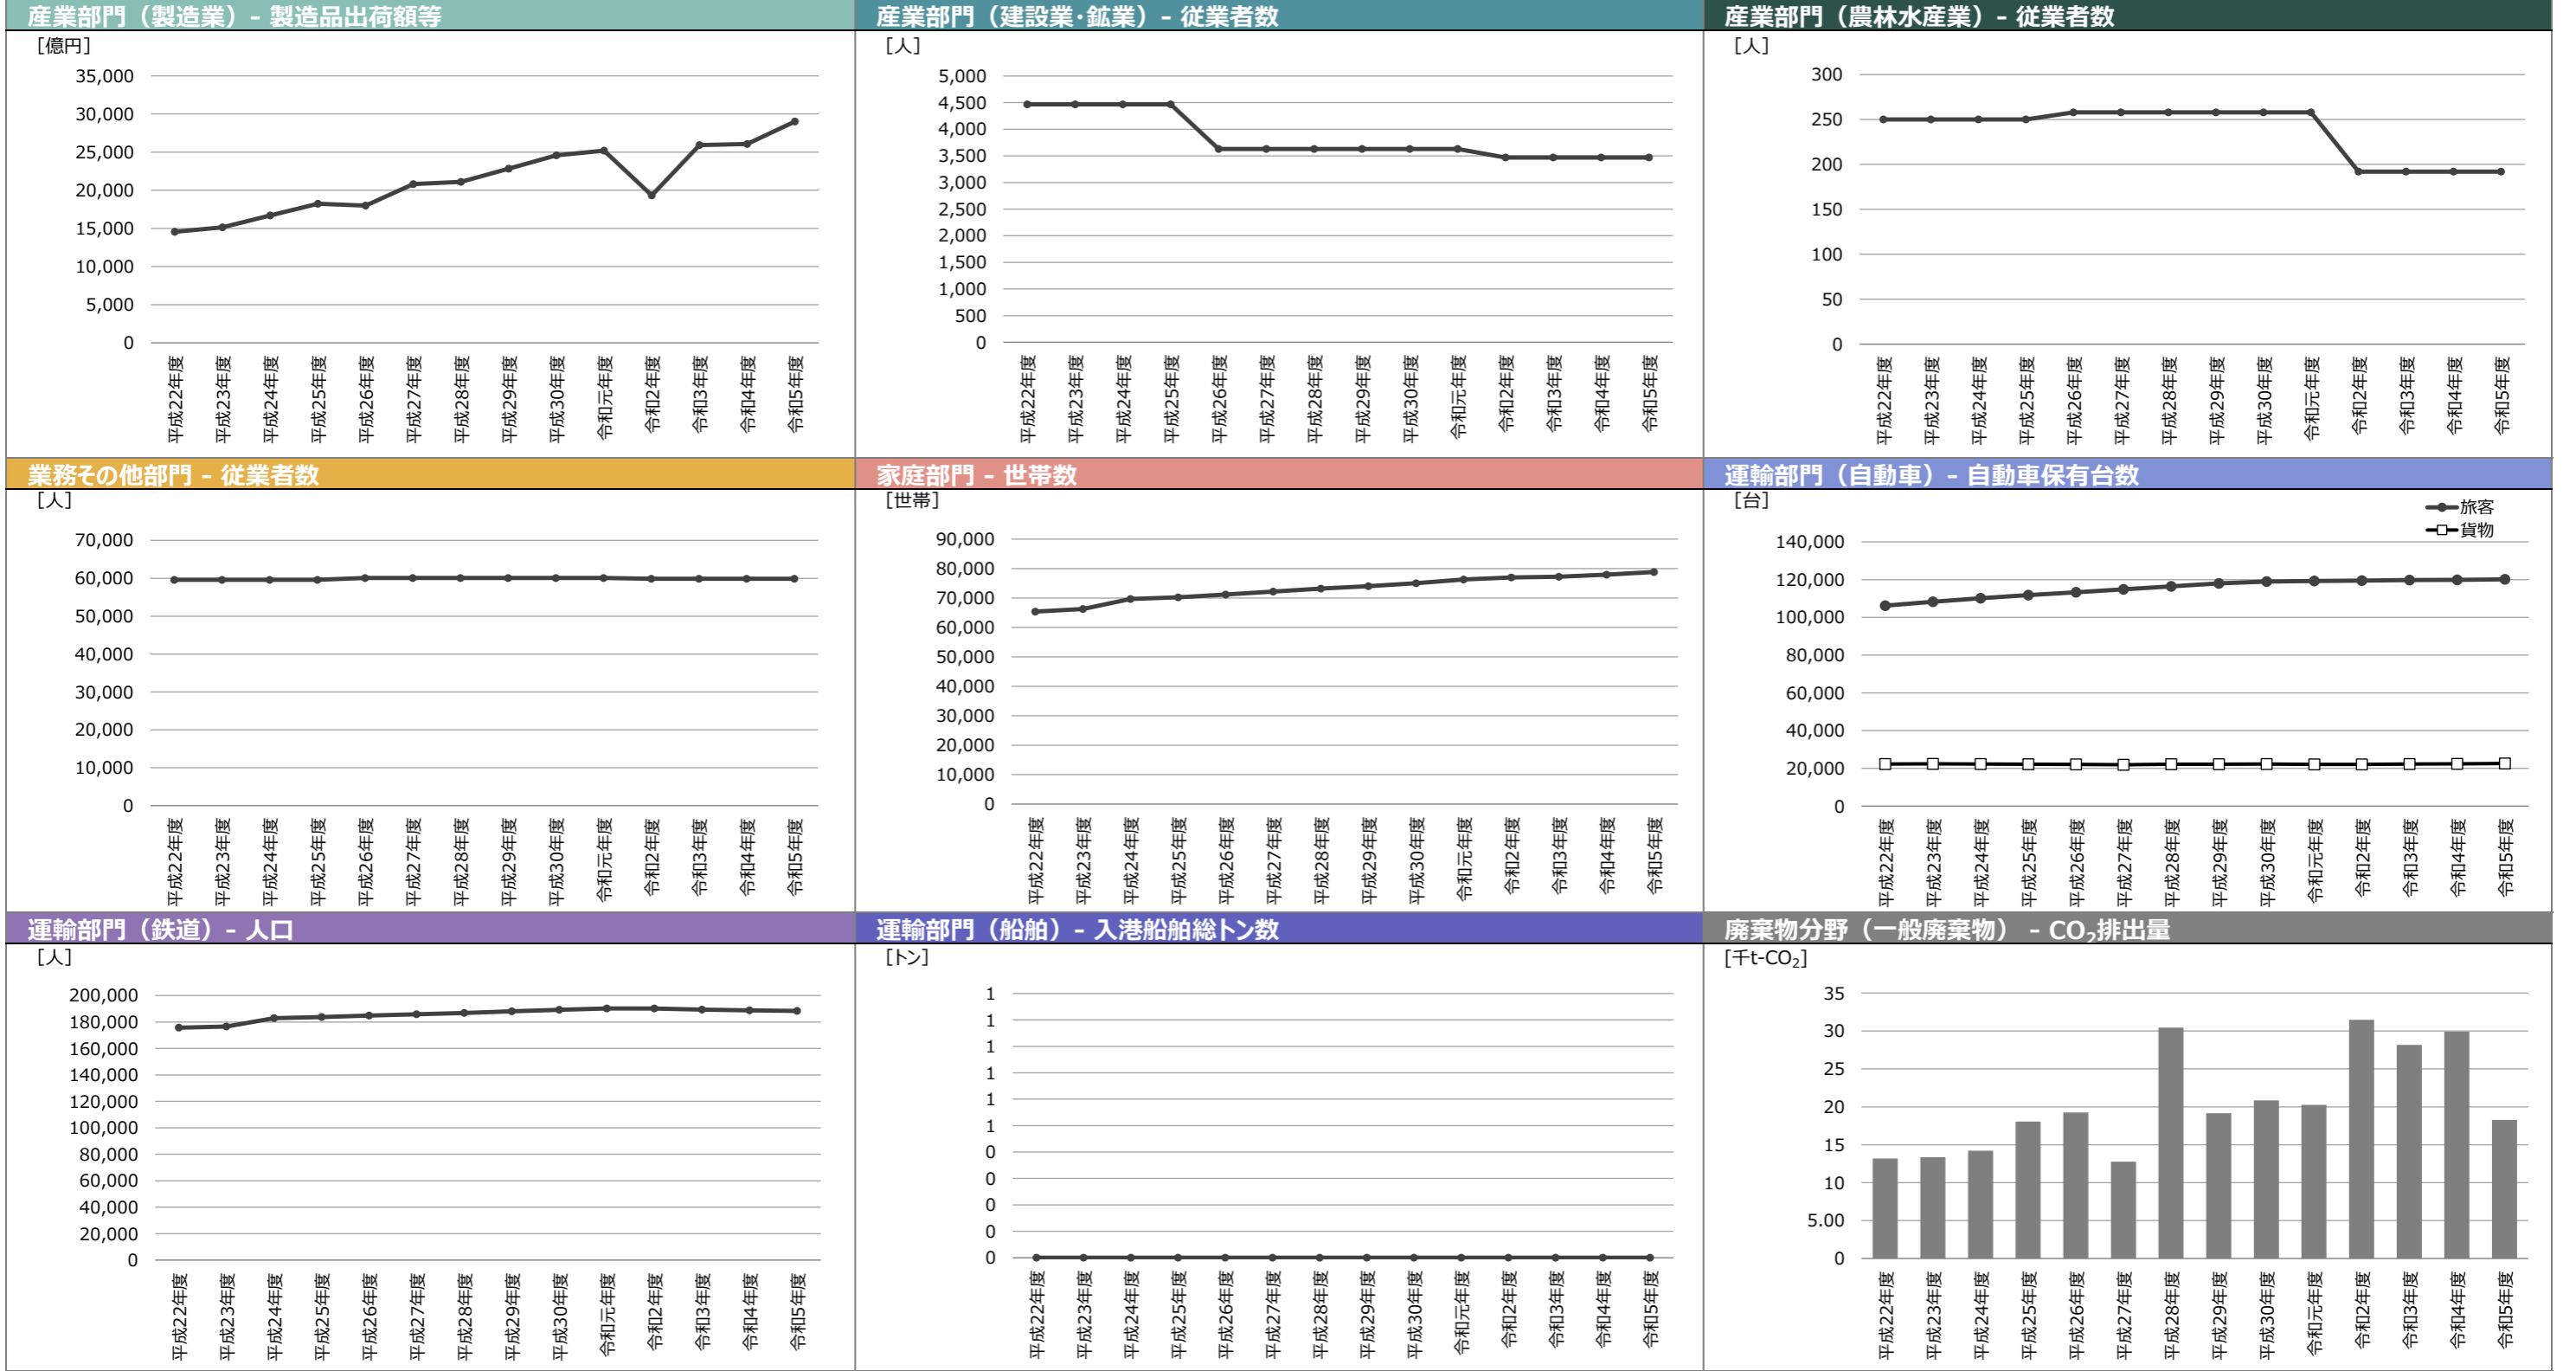 産業部門（製造業）- 製造品出荷額等
[億円]
35,000
30,000
25,000
20,000
15,000
10,000
5,000
0
平成22年度
平成23年度
平成24年度
平成25年度
平成26年度
平成27年度
平成28年度
平成29年度
平成30年度
令和元年度
令和2年度
令和3年度
令和4年度
令和5年度
産業部門（建設業･鉱業）- 従業者数
[人]
5,000
4,500
4,000
3,500
3,000
2,500
2,000
1,500
1,000
500
0
平成22年度
平成23年度
平成24年度
平成25年度
平成26年度
平成27年度
平成28年度
平成29年度
平成30年度
令和元年度
令和2年度
令和3年度
令和4年度
令和5年度
産業部門（農林水産業）- 従業者数
[人]
300
250
200
150
100
50
0
平成22年度
平成23年度
平成24年度
平成25年度
平成26年度
平成27年度
平成28年度
平成29年度
平成30年度
令和元年度
令和2年度
令和3年度
令和4年度
令和5年度
業務その他部門 - 従業者数
[人]
70,000
60,000
50,000
40,000
30,000
20,000
10,000
0
平成22年度
平成23年度
平成24年度
平成25年度
平成26年度
平成27年度
平成28年度
平成29年度
平成30年度
令和元年度
令和2年度
令和3年度
令和4年度
令和5年度
家庭部門 - 世帯数
[世帯]
90,000
80,000
70,000
60,000
50,000
40,000
30,000
20,000
10,000
0
平成22年度
平成23年度
平成24年度
平成25年度
平成26年度
平成27年度
平成28年度
平成29年度
平成30年度
令和元年度
令和2年度
令和3年度
令和4年度
令和5年度
運輸部門（自動車）- 自動車保有台数
[台]
旅客
貨物
140,000
120,000
100,000
80,000
60,000
40,000
20,000
0
平成22年度
平成23年度
平成24年度
平成25年度
平成26年度
平成27年度
平成28年度
平成29年度
平成30年度
令和元年度
令和2年度
令和3年度
令和4年度
令和5年度
運輸部門（鉄道）- 人口
[人]
200,000
180,000
160,000
140,000
120,000
100,000
80,000
60,000
40,000
20,000
0
平成22年度
平成23年度
平成24年度
平成25年度
平成26年度
平成27年度
平成28年度
平成29年度
平成30年度
令和元年度
令和2年度
令和3年度
令和4年度
令和5年度
運輸部門（船舶）- 入港船舶総トン数
[トン]
1
1
1
1
1
1
0
0
0
0
0
平成22年度
平成23年度
平成24年度
平成25年度
平成26年度
平成27年度
平成28年度
平成29年度
平成30年度
令和元年度
令和2年度
令和3年度
令和4年度
令和5年度
廃棄物分野（一般廃棄物） - CO₂排出量
[千t-CO₂]
35
30
25
20
15
10
5.00
0
平成22年度
平成23年度
平成24年度
平成25年度
平成26年度
平成27年度
平成28年度
平成29年度
平成30年度
令和元年度
令和2年度
令和3年度
令和4年度
令和5年度